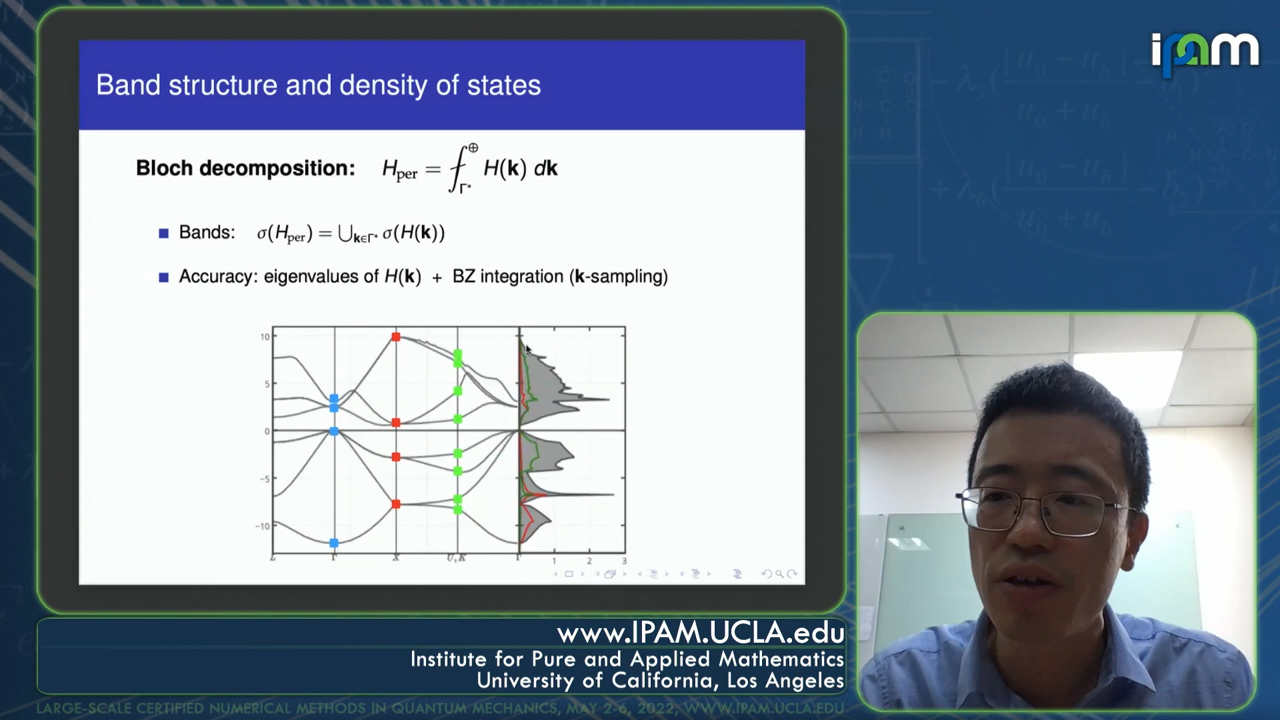 ipam
Band structure and density of states
Bloch decomposition: H_per = ⨍_{Γ*}^⊕ H(k) dk
Bands: σ(H_per) = ⋃_{k∈Γ*} σ(H(k))
Accuracy: eigenvalues of H(k) + BZ integration (k-sampling)
10
5
0
-5
-10
L Γ X U,K Γ 1 2 3
www.IPAM.UCLA.edu
Institute for Pure and Applied Mathematics
University of California, Los Angeles
LARGE-SCALE CERTIFIED NUMERICAL METHODS IN QUANTUM MECHANICS, MAY 2-6, 2022, WWW.IPAM.UCLA.EDU